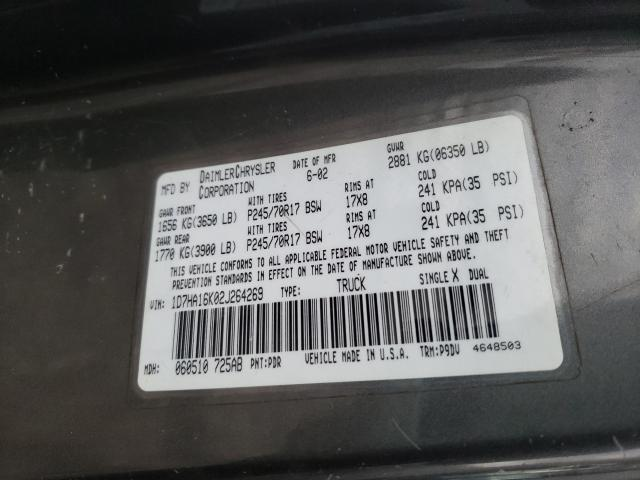 MFD BY DAIMLERCHRYSLER CORPORATION DATE OF MFR 6-02 GVWR 2881 KG(06350 LB)
GAWR FRONT WITH TIRES RIMS AT COLD
1656 KG(3650 LB) P245/70R17 BSW 17X8 241 KPA(35 PSI)
GAWR REAR WITH TIRES RIMS AT COLD
1770 KG(3900 LB) P245/70R17 BSW 17X8 241 KPA(35 PSI)
THIS VEHICLE CONFORMS TO ALL APPLICABLE FEDERAL MOTOR VEHICLE SAFETY AND THEFT
PREVENTION STANDARDS IN EFFECT ON THE DATE OF MANUFACTURE SHOWN ABOVE.
VIN: 1D7HA16K02J264269 TYPE: TRUCK SINGLE X DUAL
MDH: 060510 725AB PNT:PDR VEHICLE MADE IN U.S.A. TRM:P9DV 4648503